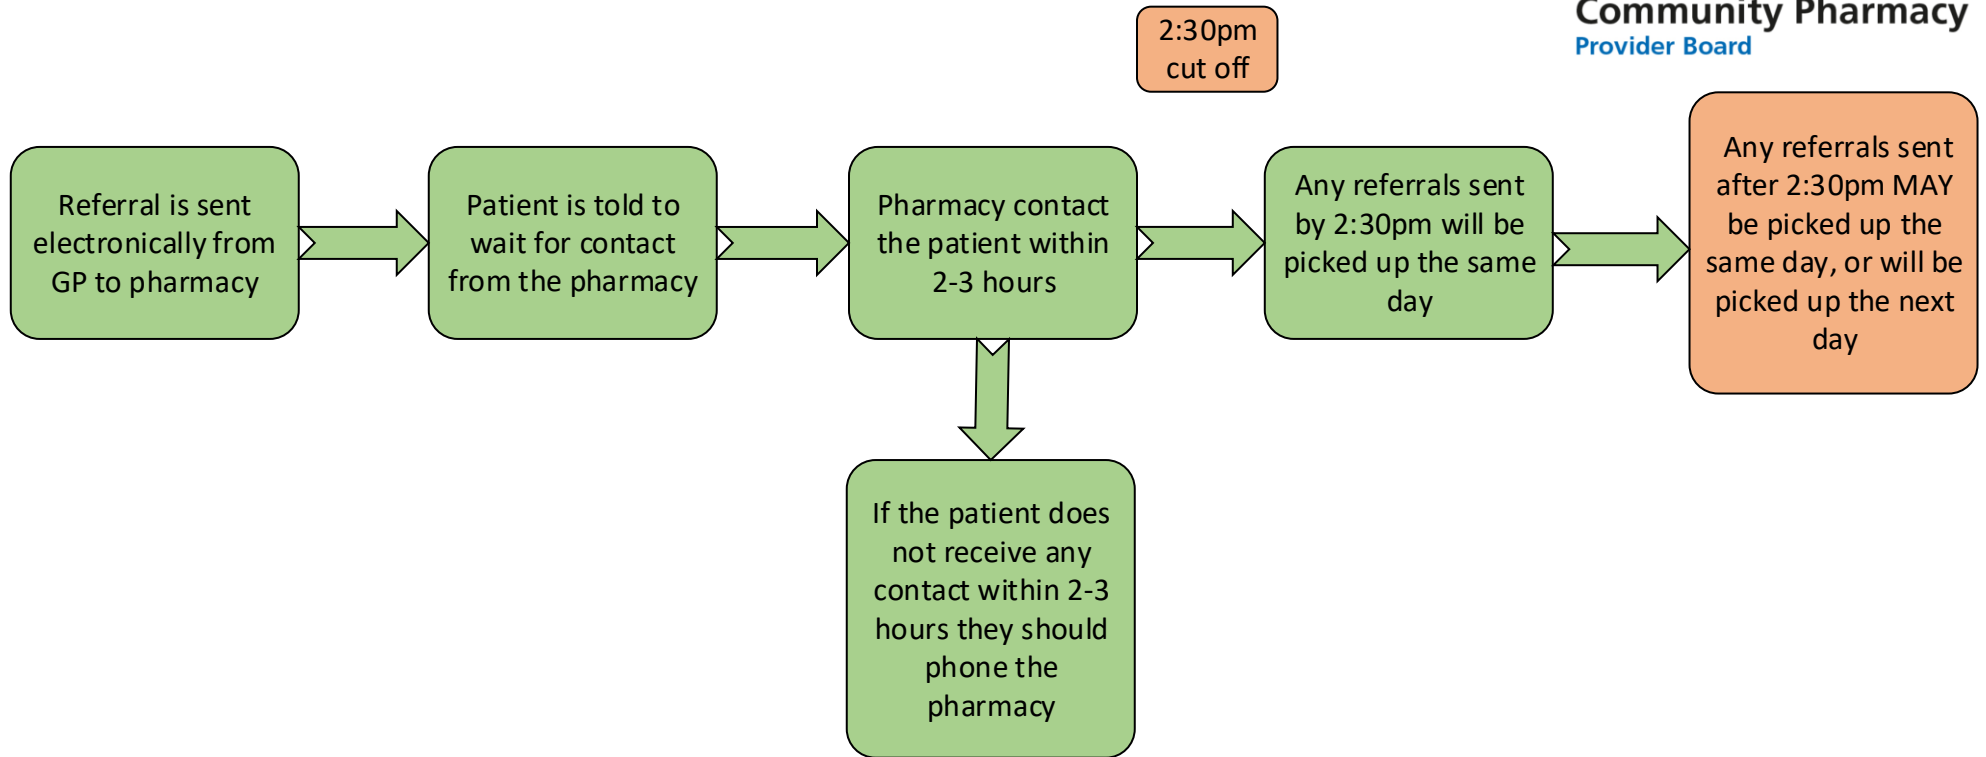 Community Pharmacy
Provider Board
2:30pm
cut off
Referral is sent
electronically from
GP to pharmacy
Patient is told to
wait for contact
from the pharmacy
Pharmacy contact
the patient within
2-3 hours
Any referrals sent
by 2:30pm will be
picked up the same
day
Any referrals sent
after 2:30pm MAY
be picked up the
same day, or will be
picked up the next
day
If the patient does
not receive any
contact within 2-3
hours they should
phone the
pharmacy